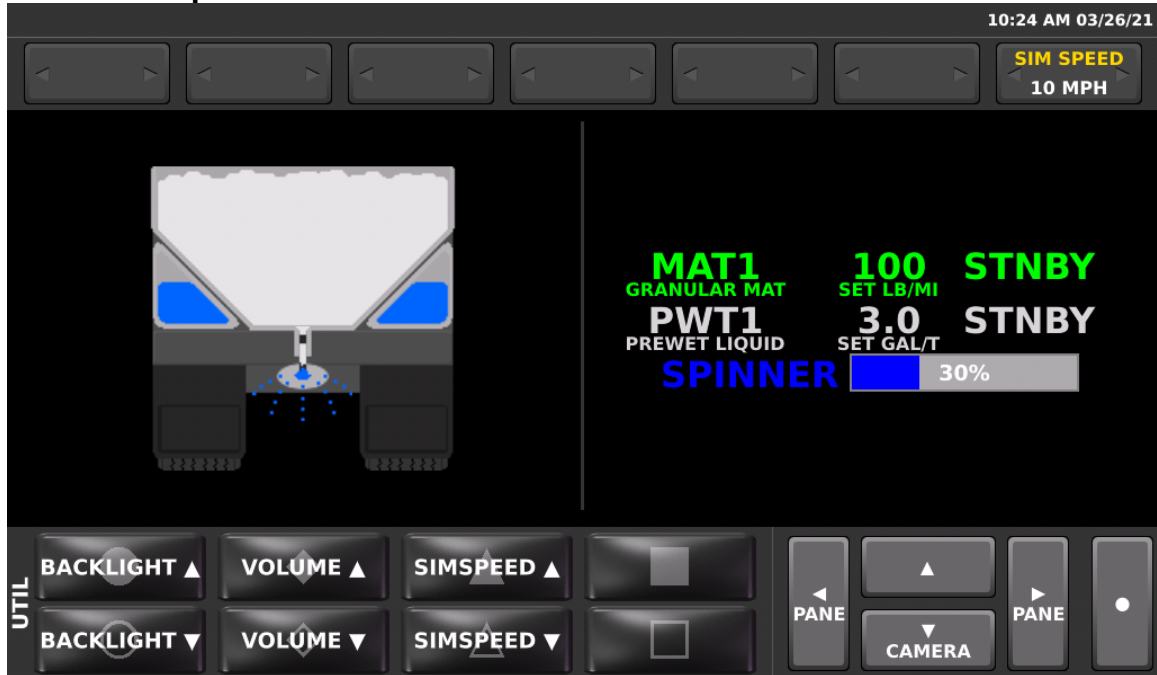 10:24 AM 03/26/21
SIM SPEED
10 MPH
MAT1 100 STNBY
GRANULAR MAT SET LB/MI
PWT1 3.0 STNBY
PREWET LIQUID SET GAL/T
SPINNER 30%
UTIL
BACKLIGHT ▲ VOLUME ▲ SIMSPEED ▲
BACKLIGHT ▼ VOLUME ▼ SIMSPEED ▼
◀ PANE
▲
▼ CAMERA
▶ PANE